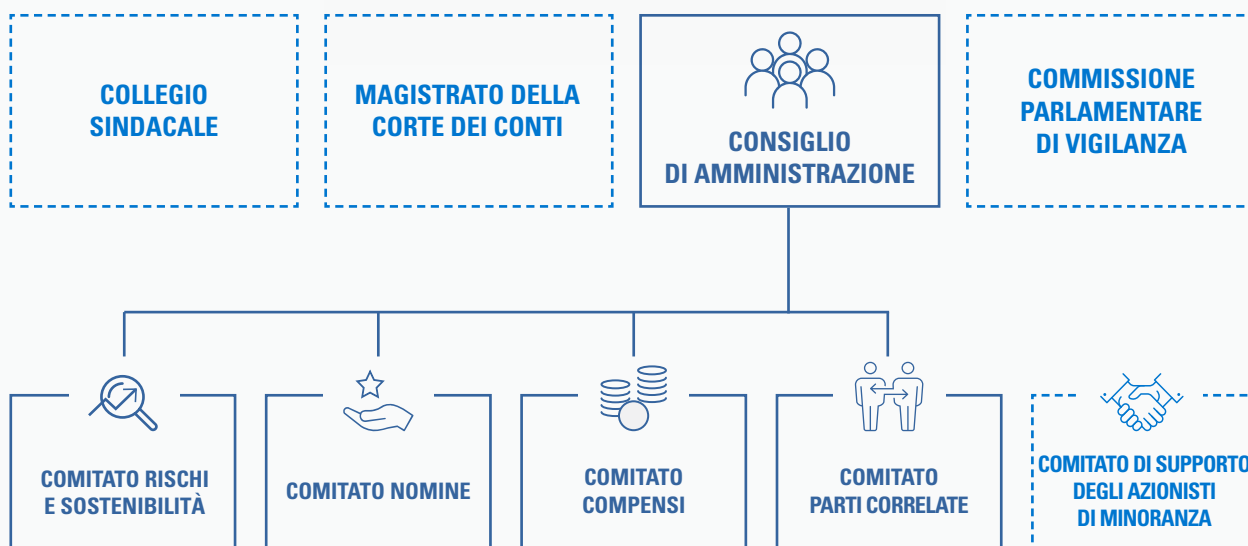 COLLEGIO
SINDACALE
MAGISTRATO DELLA
CORTE DEI CONTI
CONSIGLIO
DI AMMINISTRAZIONE
COMMISSIONE
PARLAMENTARE
DI VIGILANZA
COMITATO RISCHI
E SOSTENIBILITÀ
COMITATO NOMINE
COMITATO
COMPENSI
COMITATO
PARTI CORRELATE
COMITATO DI SUPPORTO
DEGLI AZIONISTI
DI MINORANZA